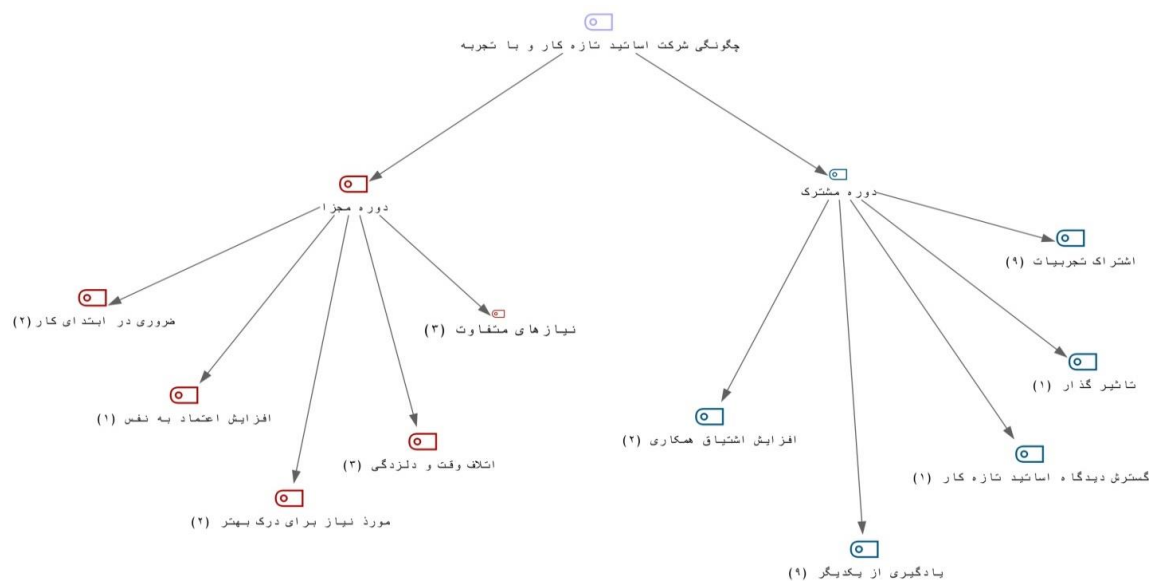 چگونگی شرکت اساتید تازه کار و با تجربه
دوره مشترک
دوره مجزا
اشتراک تجربیات (۹)
تاثیر گذار (۱)
گسترش دیدگاه اساتید تازه کار (۱)
یادگیری از یکدیگر (۹)
افزایش اشتیاق همکاری (۲)
نیازهای متفاوت (۳)
اتلاف وقت و دلزدگی (۳)
مورد نیاز برای درک بهتر (۲)
افزایش اعتماد به نفس (۱)
ضروری در ابتدای کار(۲)